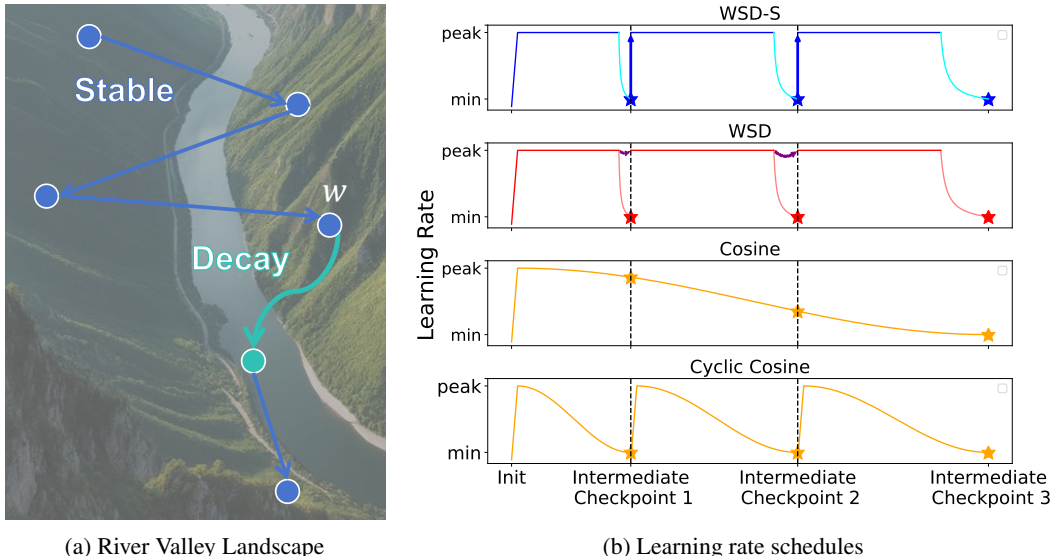 Stable
w
Decay
(a) River Valley Landscape
WSD-S
peak
min
WSD
peak
min
Cosine
peak
min
Cyclic Cosine
peak
min
Learning Rate
Init
Intermediate
Checkpoint 1
Intermediate
Checkpoint 2
Intermediate
Checkpoint 3
(b) Learning rate schedules